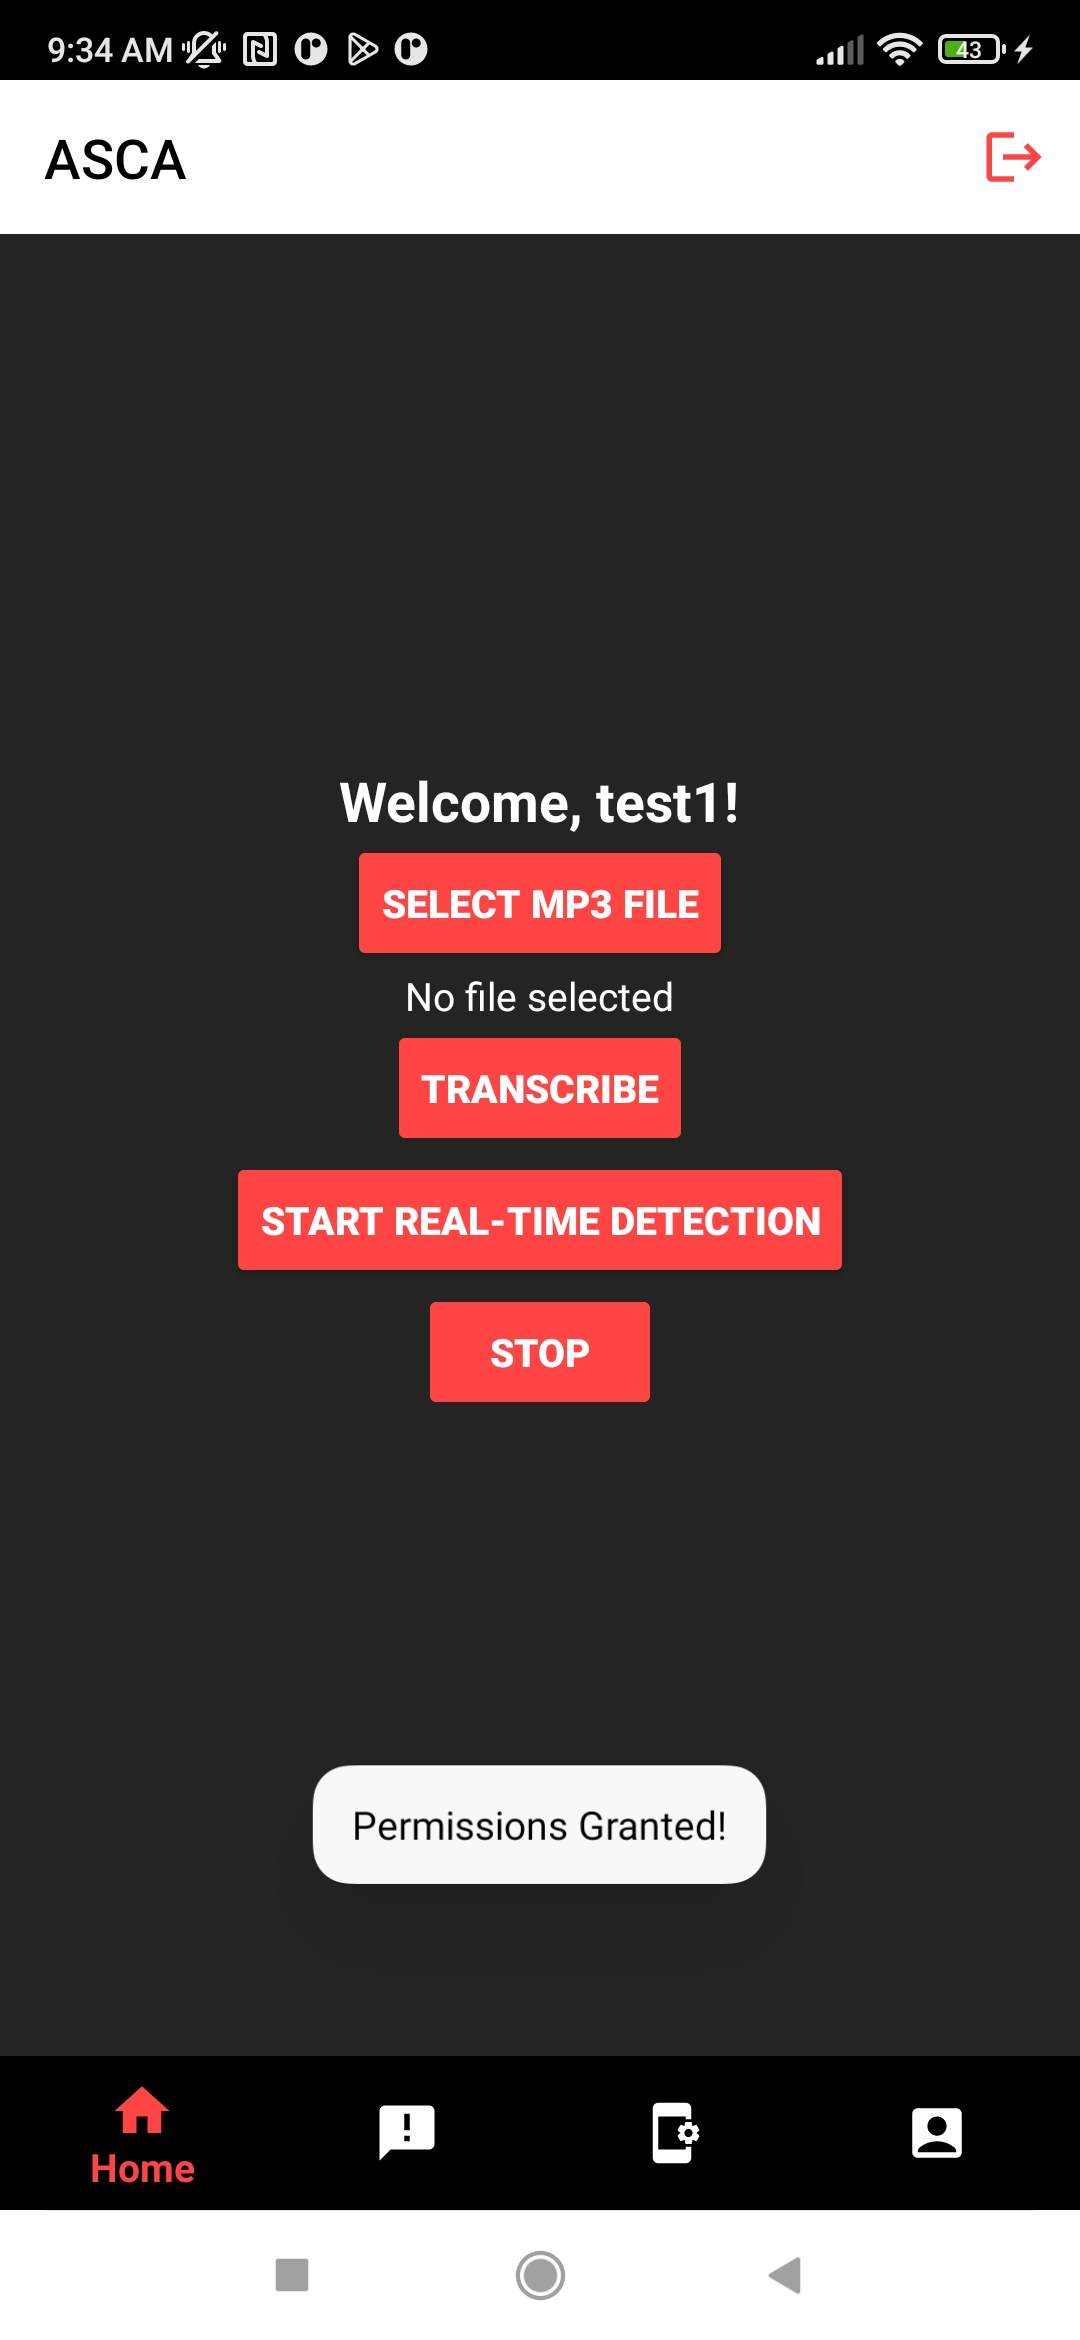 9:34 AM
43
ASCA
Welcome, test1!
SELECT MP3 FILE
No file selected
TRANSCRIBE
START REAL-TIME DETECTION
STOP
Permissions Granted!
Home